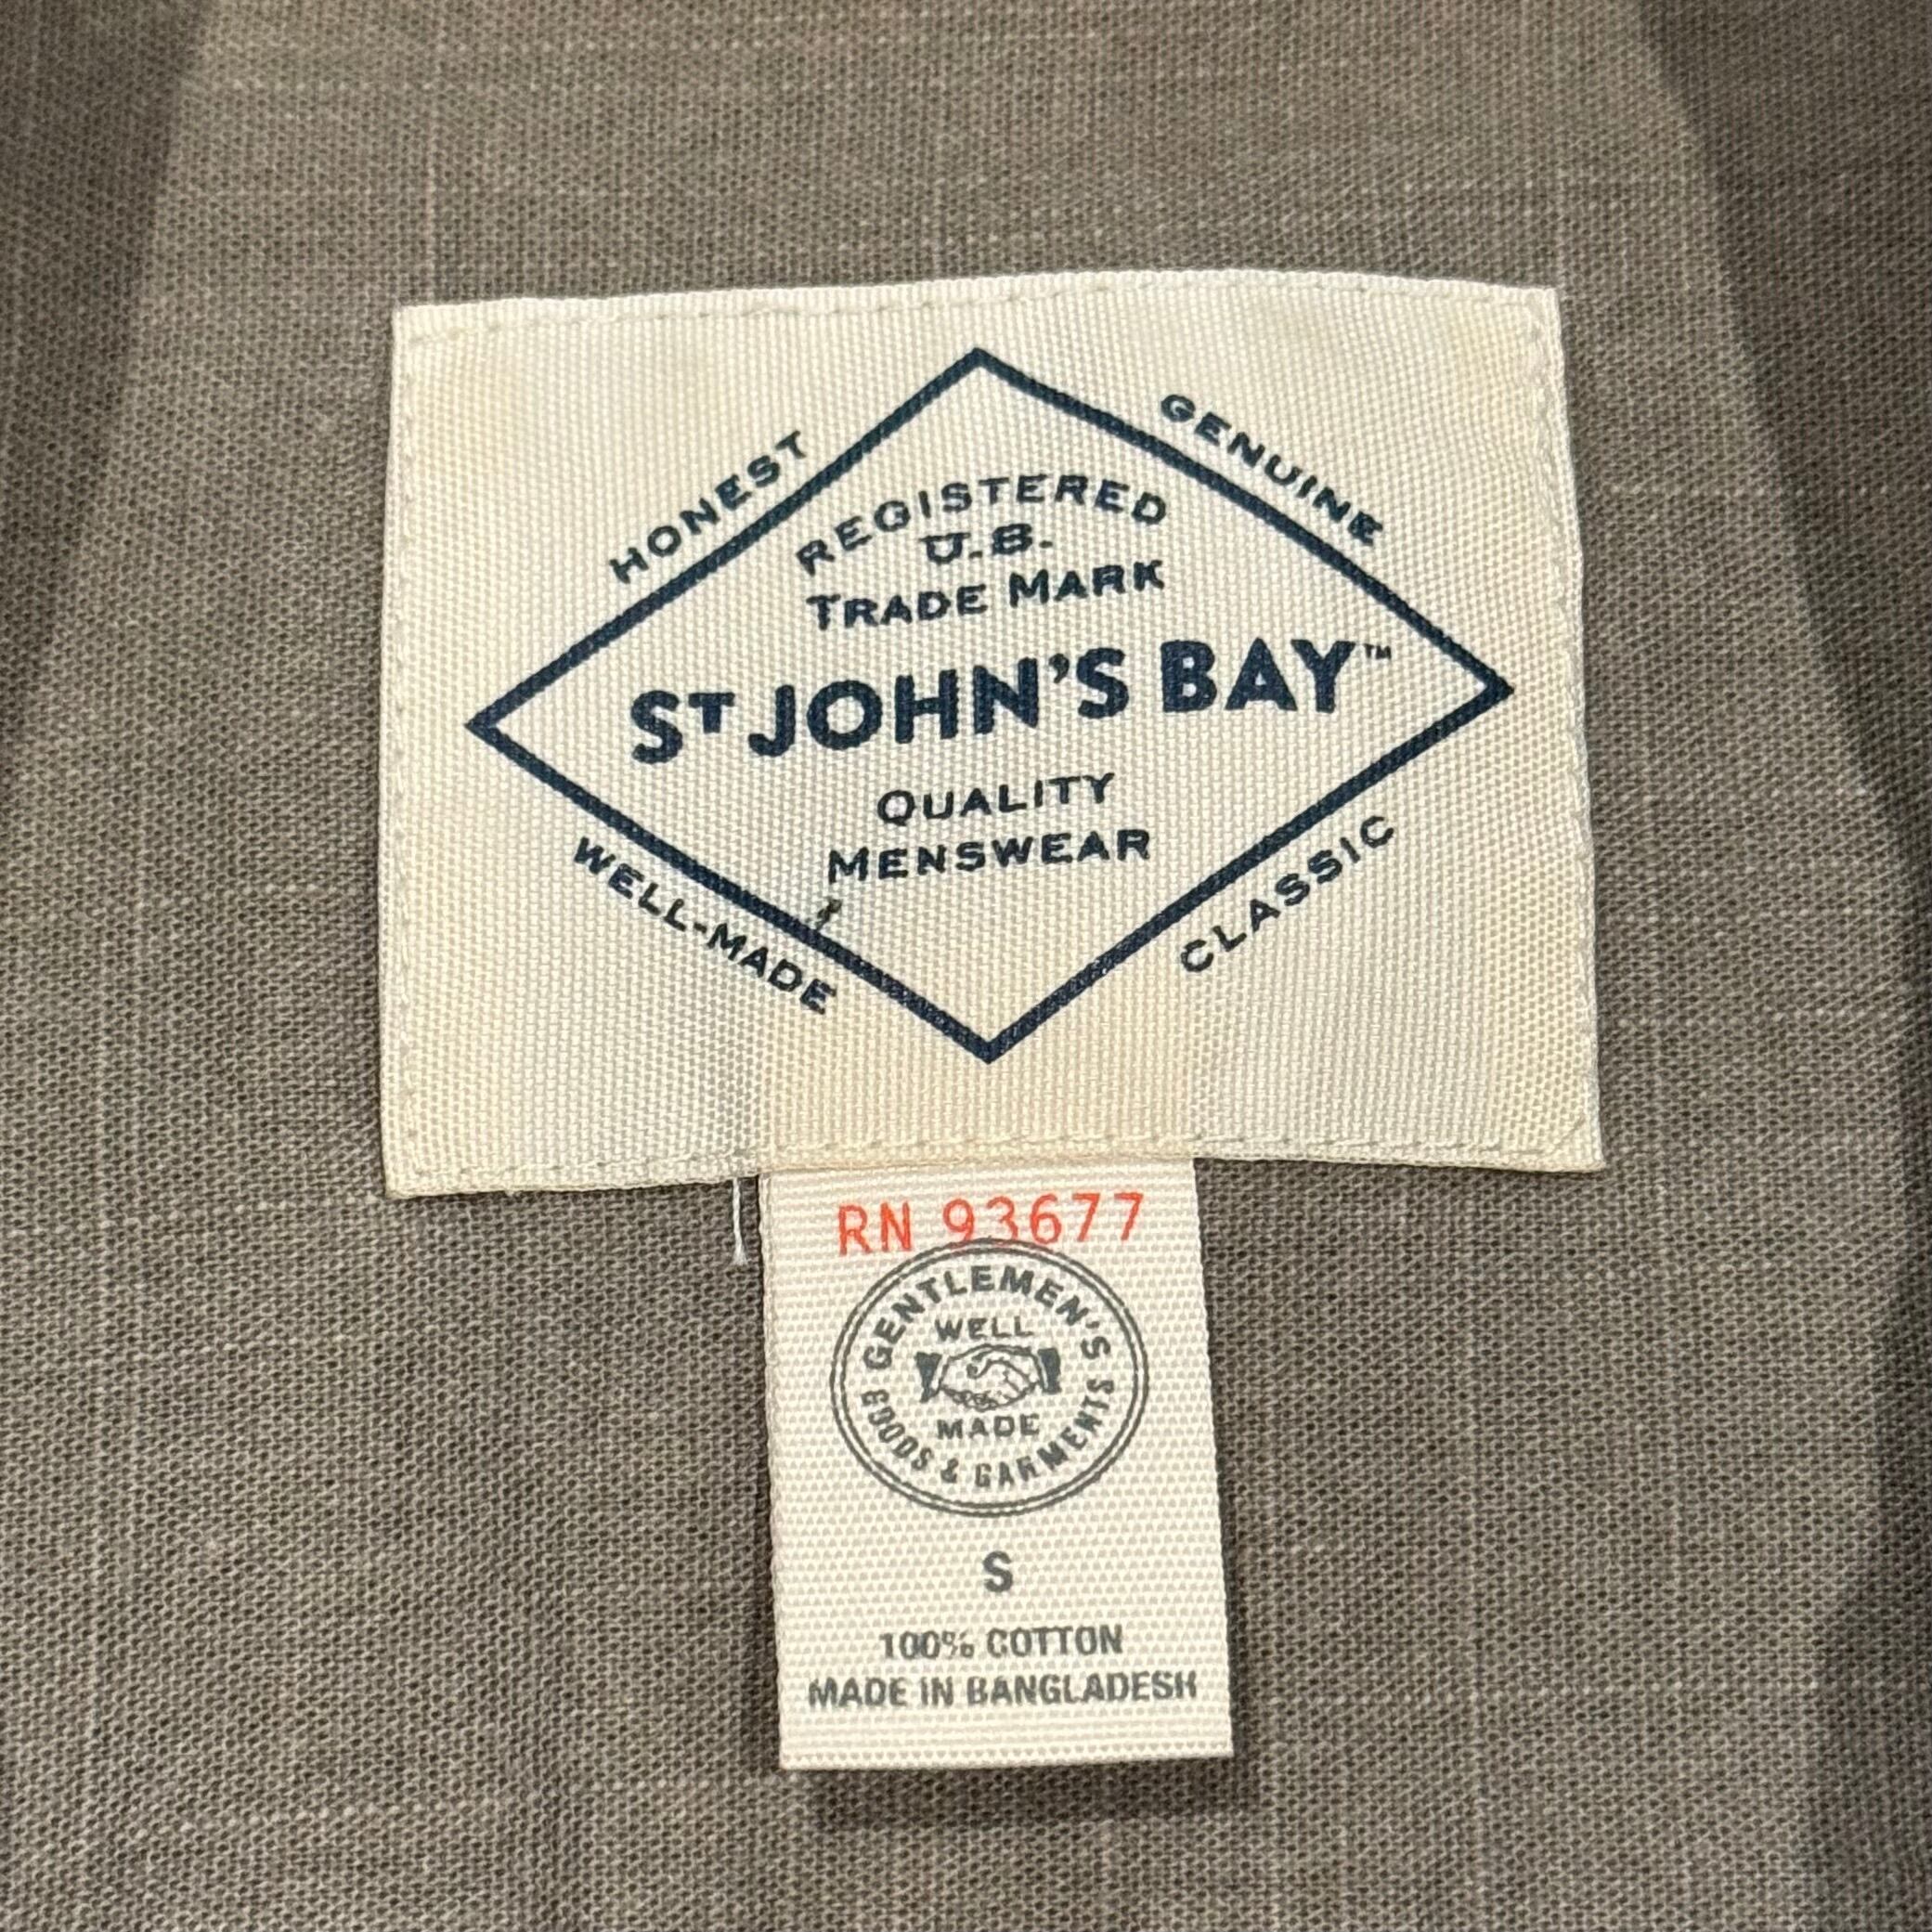 HONEST
GENUINE
REGISTERED
U.S.
TRADE MARK
ST JOHN'S BAY™
QUALITY
MENSWEAR
WELL-MADE
CLASSIC
RN 93677
GENTLEMEN'S
WELL
MADE
GOODS & GARMENTS
S
100% COTTON
MADE IN BANGLADESH